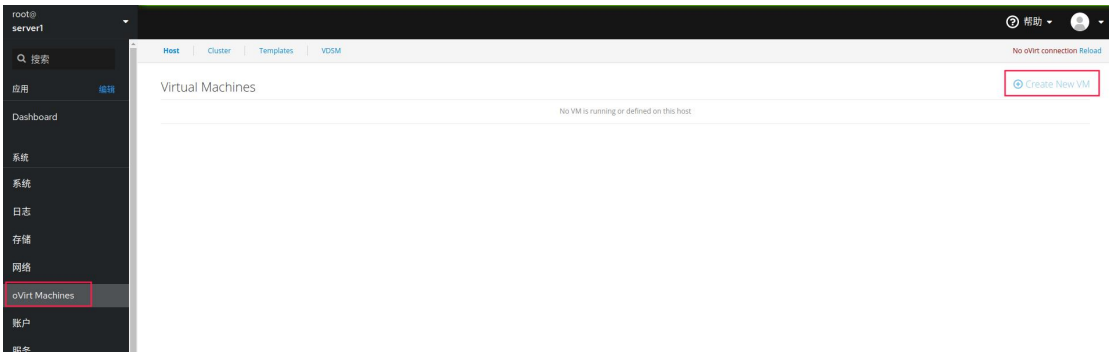 root@
server1
帮助
搜索
Host
Cluster
Templates
VDSM
No oVirt connection Reload
应用
编辑
Virtual Machines
Create New VM
No VM is running or defined on this host
Dashboard
系统
系统
日志
存储
网络
oVirt Machines
账户
服务